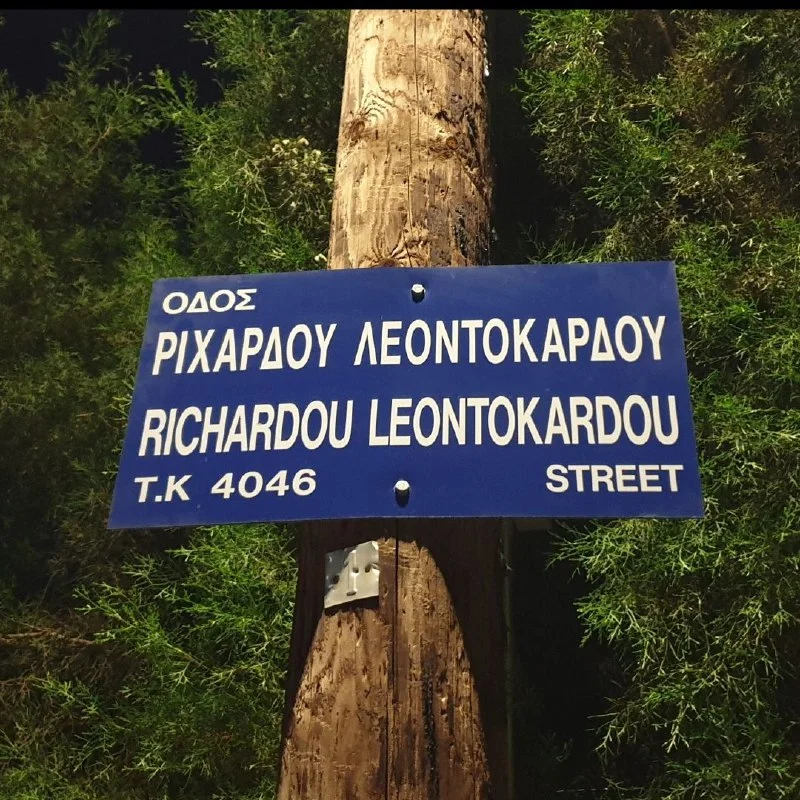 ΟΔΟΣ
ΡΙΧΑΡΔΟΥ ΛΕΟΝΤΟΚΑΡΔΟΥ
RICHARDOU LEONTOKARDOU
Τ.Κ 4046 STREET